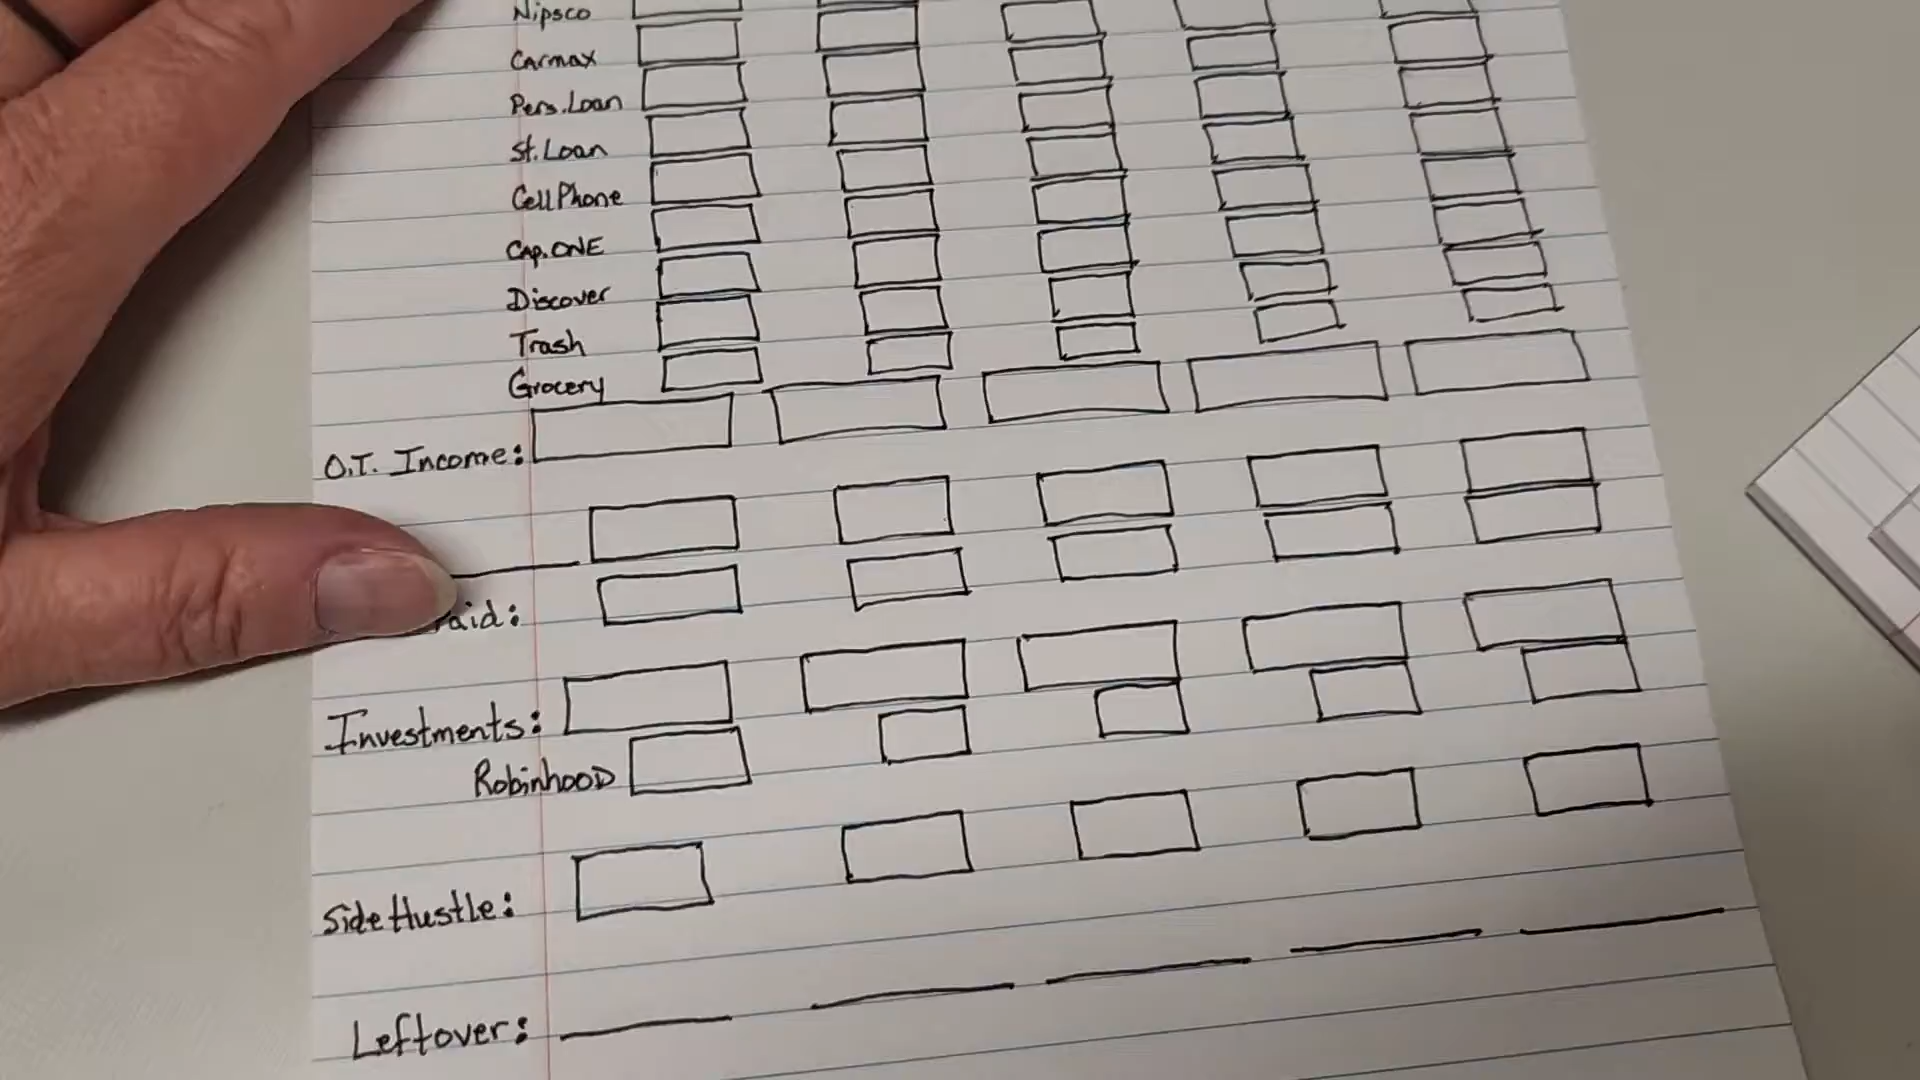 Nipsco
Carmax
Pers. Loan
St. Loan
Cell Phone
Cap. ONE
Discover
Trash
Grocery
O.T. Income:
aid:
Investments:
Robinhood
Side Hustle:
Leftover: